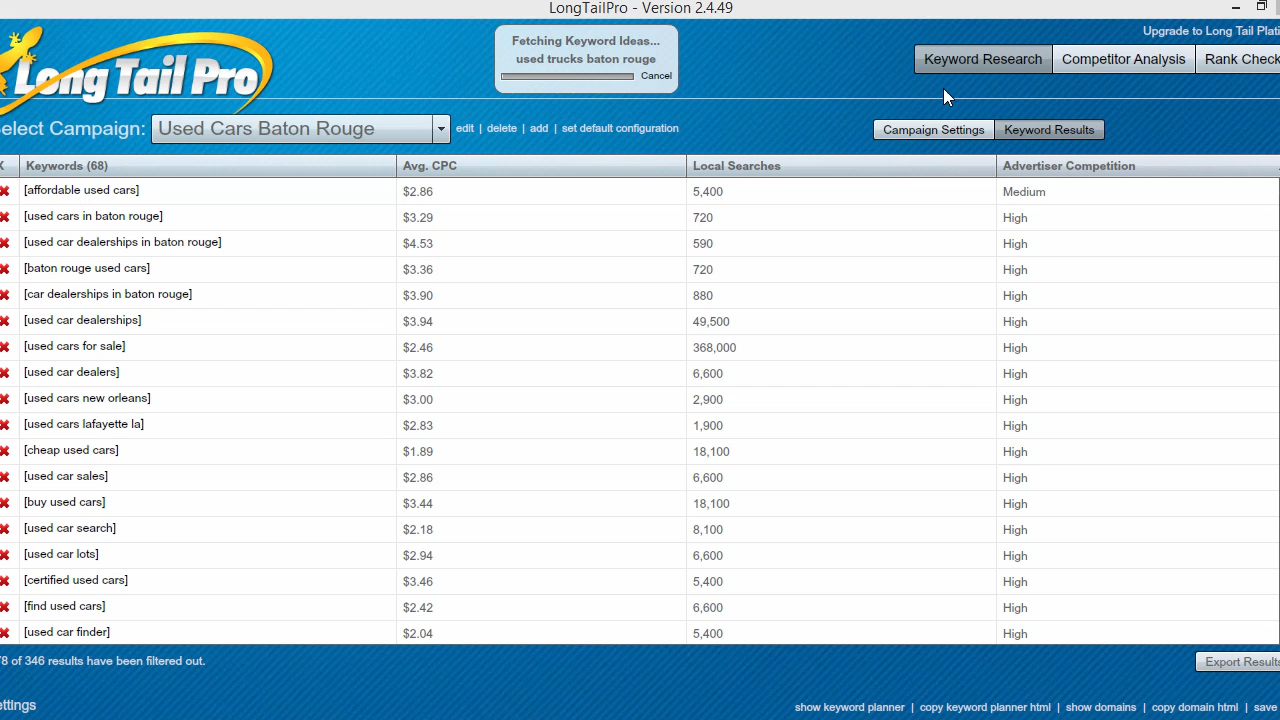 LongTailPro - Version 2.4.49
Long Tail Pro
Fetching Keyword Ideas...
used trucks baton rouge
Cancel
Upgrade to Long Tail Plati
Keyword Research
Competitor Analysis
Rank Check
elect Campaign:
Used Cars Baton Rouge
edit | delete | add | set default configuration
Campaign Settings
Keyword Results
X Keywords (68) Avg. CPC Local Searches Advertiser Competition
[affordable used cars] $2.86 5,400 Medium
[used cars in baton rouge] $3.29 720 High
[used car dealerships in baton rouge] $4.53 590 High
[baton rouge used cars] $3.36 720 High
[car dealerships in baton rouge] $3.90 880 High
[used car dealerships] $3.94 49,500 High
[used cars for sale] $2.46 368,000 High
[used car dealers] $3.82 6,600 High
[used cars new orleans] $3.00 2,900 High
[used cars lafayette la] $2.83 1,900 High
[cheap used cars] $1.89 18,100 High
[used car sales] $2.86 6,600 High
[buy used cars] $3.44 18,100 High
[used car search] $2.18 8,100 High
[used car lots] $2.94 6,600 High
[certified used cars] $3.46 5,400 High
[find used cars] $2.42 6,600 High
[used car finder] $2.04 5,400 High
78 of 346 results have been filtered out.
Export Results
ettings
show keyword planner | copy keyword planner html | show domains | copy domain html | save